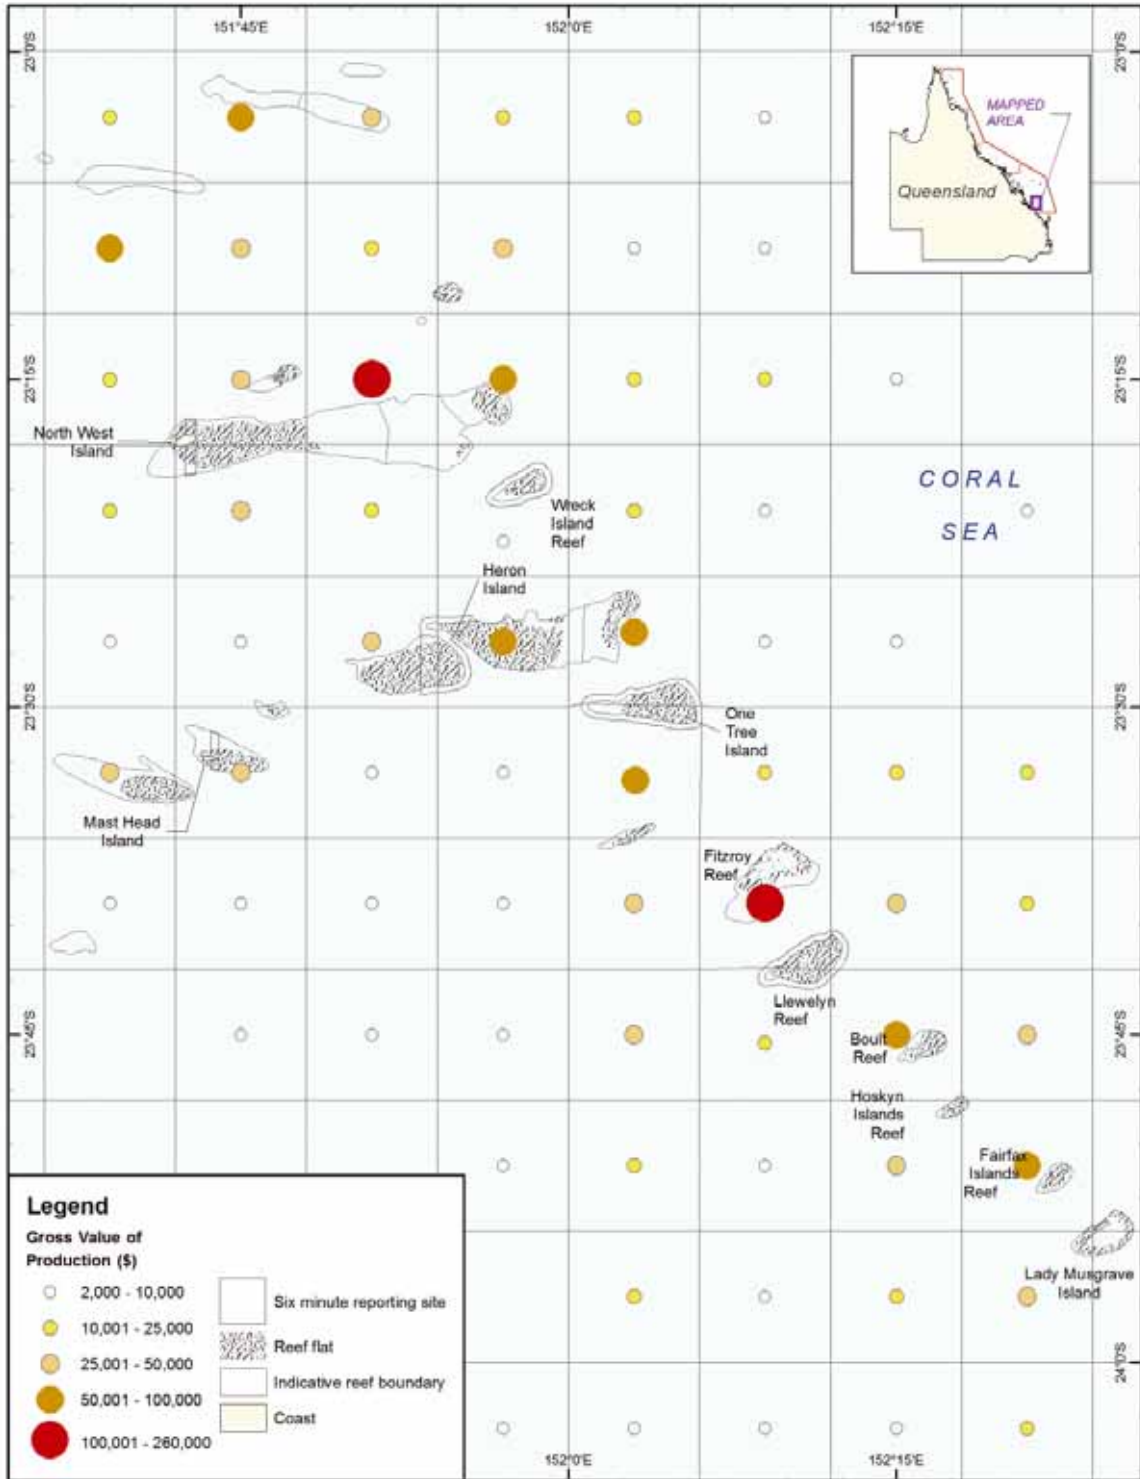 151°45'E
152°0'E
152°15'E
23°0'S
23°0'S
MAPPED
AREA
Queensland
23°15'S
23°15'S
North West
Island
CORAL
SEA
Wreck
Island
Reef
Heron
Island
23°30'S
23°30'S
One
Tree
Island
Mast Head
Island
Fitzroy
Reef
Llewelyn
Reef
23°45'S
23°45'S
Boult
Reef
Hoskyn
Islands
Reef
Fairfax
Islands
Reef
Lady Musgrave
Island
Legend
Gross Value of
Production ($)
2,000 - 10,000
10,001 - 25,000
25,001 - 50,000
50,001 - 100,000
100,001 - 260,000
Six minute reporting site
Reef flat
Indicative reef boundary
Coast
24°0'S
152°0'E
152°15'E